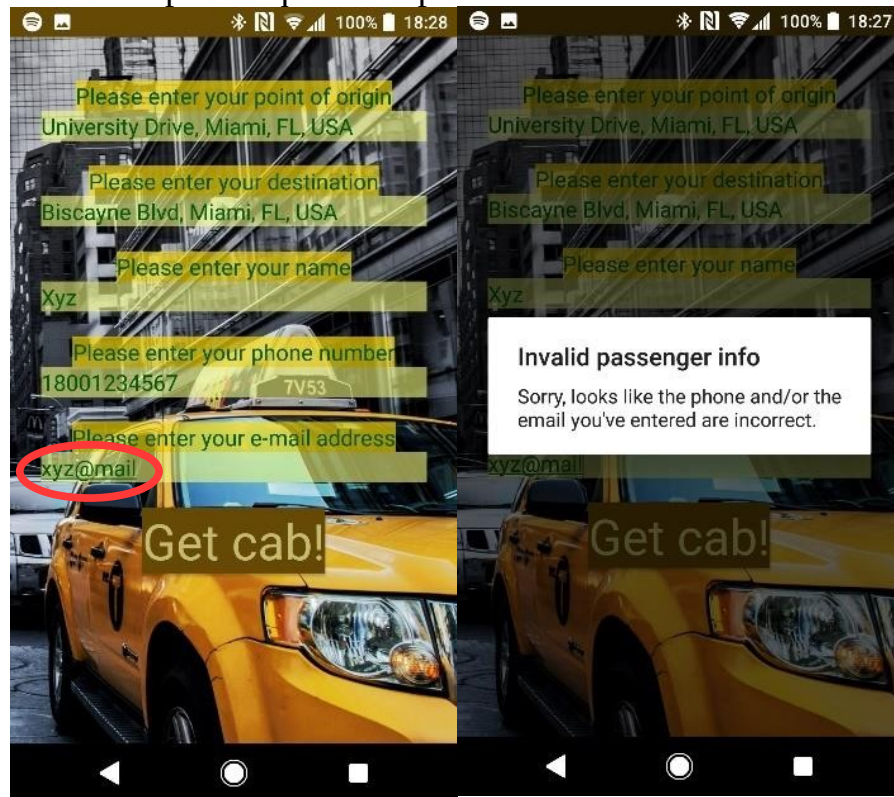 100% 18:28
Please enter your point of origin
University Drive, Miami, FL, USA
Please enter your destination
Biscayne Blvd, Miami, FL, USA
Please enter your name
Xyz
Please enter your phone number
18001234567
7V53
Please enter your e-mail address
xyz@mail
Get cab!
100% 18:27
Please enter your point of origin
University Drive, Miami, FL, USA
Please enter your destination
Biscayne Blvd, Miami, FL, USA
Please enter your name
Xyz
Invalid passenger info
Sorry, looks like the phone and/or the
email you've entered are incorrect.
xyz@mail
Get cab!